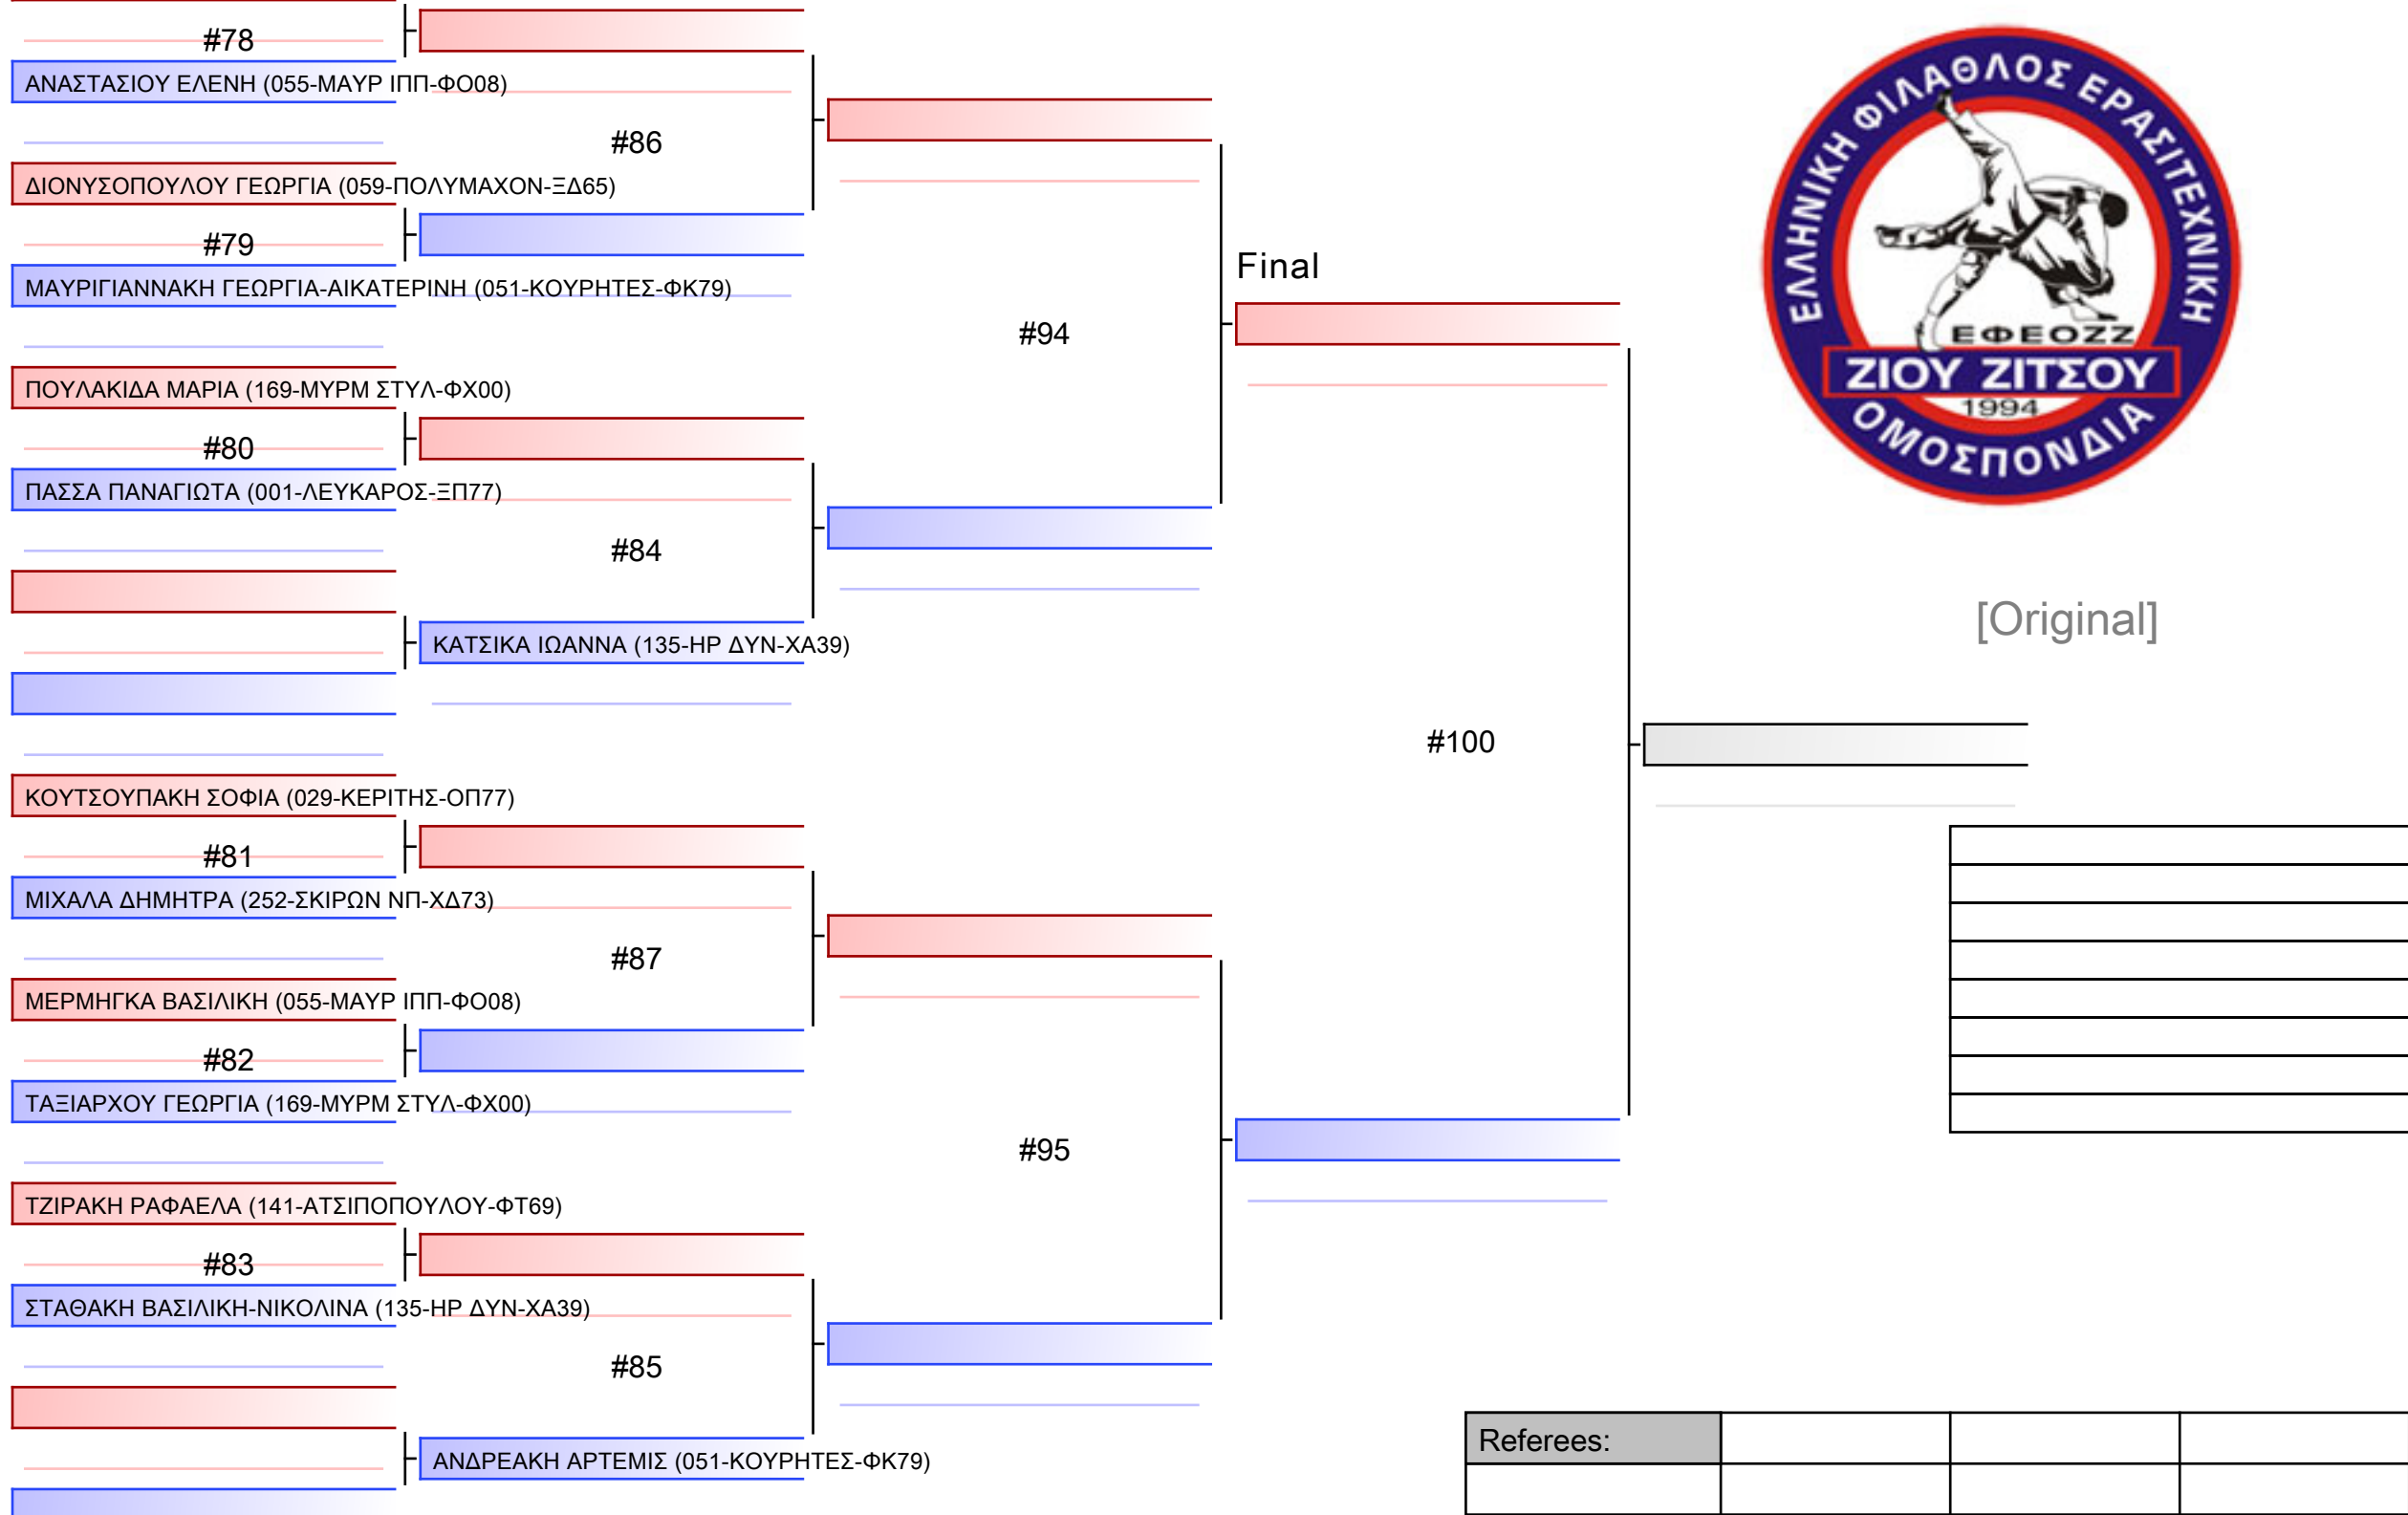 #78
ΑΝΑΣΤΑΣΙΟΥ ΕΛΕΝΗ (055-ΜΑΥΡ ΙΠΠ-ΦΟ08)
#86
ΔΙΟΝΥΣΟΠΟΥΛΟΥ ΓΕΩΡΓΙΑ (059-ΠΟΛΥΜΑΧΟΝ-ΞΔ65)
#79
ΜΑΥΡΙΓΙΑΝΝΑΚΗ ΓΕΩΡΓΙΑ-ΑΙΚΑΤΕΡΙΝΗ (051-ΚΟΥΡΗΤΕΣ-ΦΚ79)
#94
ΠΟΥΛΑΚΙΔΑ ΜΑΡΙΑ (169-ΜΥΡΜ ΣΤΥΛ-ΦΧ00)
#80
ΠΑΣΣΑ ΠΑΝΑΓΙΩΤΑ (001-ΛΕΥΚΑΡΟΣ-ΞΠ77)
#84
ΚΑΤΣΙΚΑ ΙΩΑΝΝΑ (135-ΗΡ ΔΥΝ-ΧΑ39)
Final
#100
ΚΟΥΤΣΟΥΠΑΚΗ ΣΟΦΙΑ (029-ΚΕΡΙΤΗΣ-ΟΠ77)
#81
ΜΙΧΑΛΑ ΔΗΜΗΤΡΑ (252-ΣΚΙΡΩΝ ΝΠ-ΧΔ73)
#87
ΜΕΡΜΗΓΚΑ ΒΑΣΙΛΙΚΗ (055-ΜΑΥΡ ΙΠΠ-ΦΟ08)
#82
ΤΑΞΙΑΡΧΟΥ ΓΕΩΡΓΙΑ (169-ΜΥΡΜ ΣΤΥΛ-ΦΧ00)
#95
ΤΖΙΡΑΚΗ ΡΑΦΑΕΛΑ (141-ΑΤΣΙΠΟΠΟΥΛΟΥ-ΦΤ69)
#83
ΣΤΑΘΑΚΗ ΒΑΣΙΛΙΚΗ-ΝΙΚΟΛΙΝΑ (135-ΗΡ ΔΥΝ-ΧΑ39)
#85
ΑΝΔΡΕΑΚΗ ΑΡΤΕΜΙΣ (051-ΚΟΥΡΗΤΕΣ-ΦΚ79)
ΕΛΛΗΝΙΚΗ ΦΙΛΑΘΛΟΣ ΕΡΑΣΙΤΕΧΝΙΚΗ
ΕΦΕΟΖΖ
ΖΙΟΥ ΖΙΤΣΟΥ
1994
ΟΜΟΣΠΟΝΔΙΑ
[Original]
Referees: